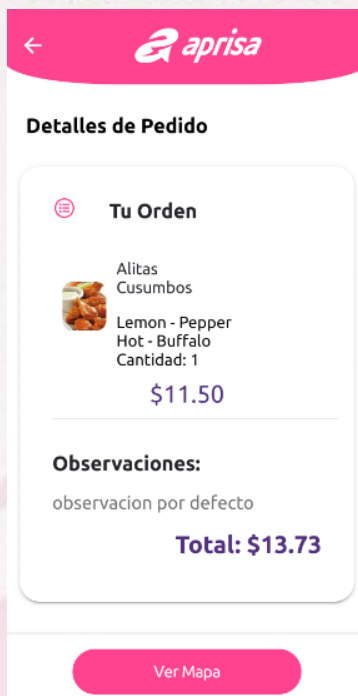 aprisa
Detalles de Pedido
Tu Orden
Alitas
Cusumbos
Lemon - Pepper
Hot - Buffalo
Cantidad: 1
$11.50
Observaciones:
observacion por defecto
Total: $13.73
Ver Mapa